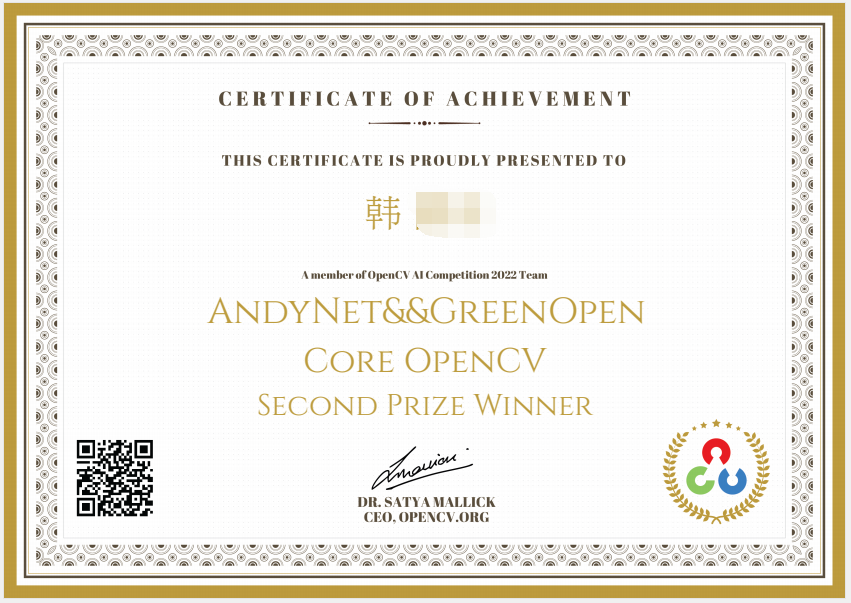 CERTIFICATE OF ACHIEVEMENT
THIS CERTIFICATE IS PROUDLY PRESENTED TO
韩
A member of OpenCV AI Competition 2022 Team
AndyNet&&GreenOpen
Core OpenCV
Second Prize Winner
DR. SATYA MALLICK
CEO, OPENCV.ORG